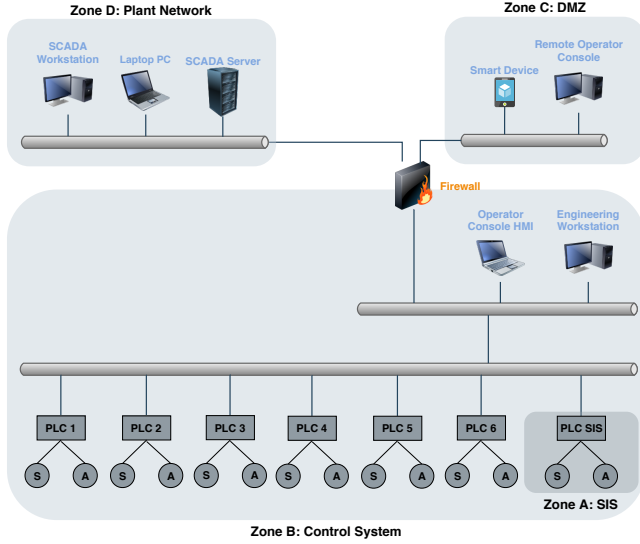 Zone D: Plant Network
Zone C: DMZ
SCADA
Workstation
Laptop PC
SCADA Server
Smart Device
Remote Operator
Console
Firewall
Operator
Console HMI
Engineering
Workstation
PLC 1
PLC 2
PLC 3
PLC 4
PLC 5
PLC 6
PLC SIS
S A S A S A S A S A S A S A
Zone A: SIS
Zone B: Control System